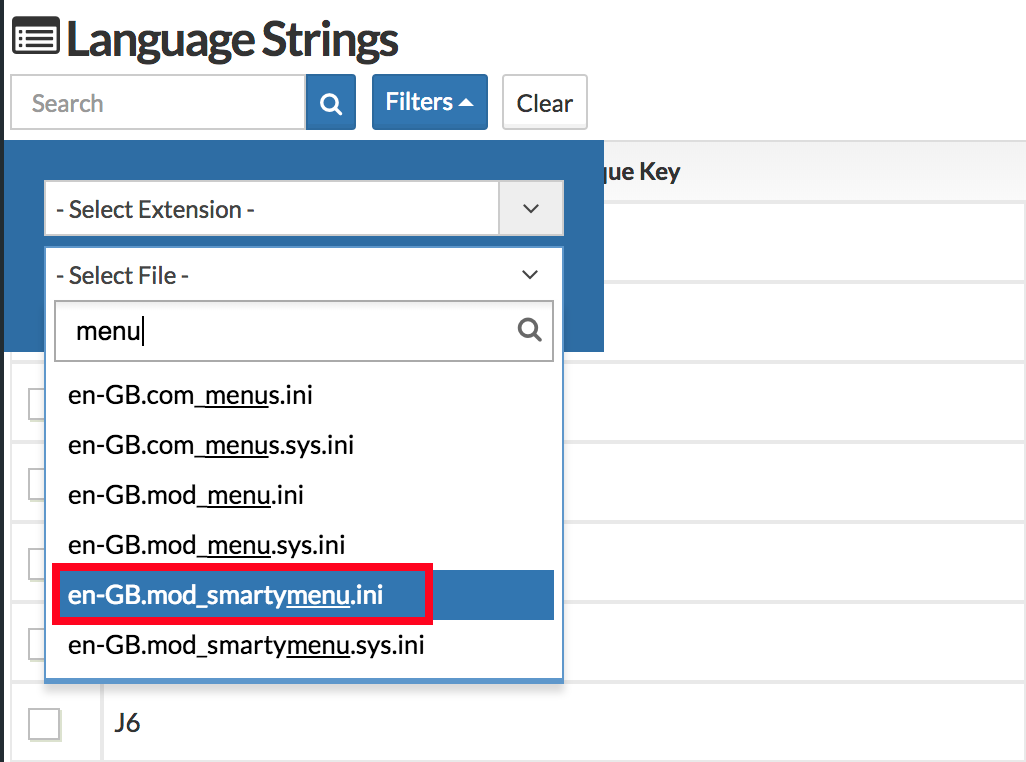 Language Strings
Search Filters Clear
- Select Extension -
que Key
- Select File -
menu
en-GB.com_menus.ini
en-GB.com_menus.sys.ini
en-GB.mod_menu.ini
en-GB.mod_menu.sys.ini
en-GB.mod_smartymenu.ini
en-GB.mod_smartymenu.sys.ini
J6